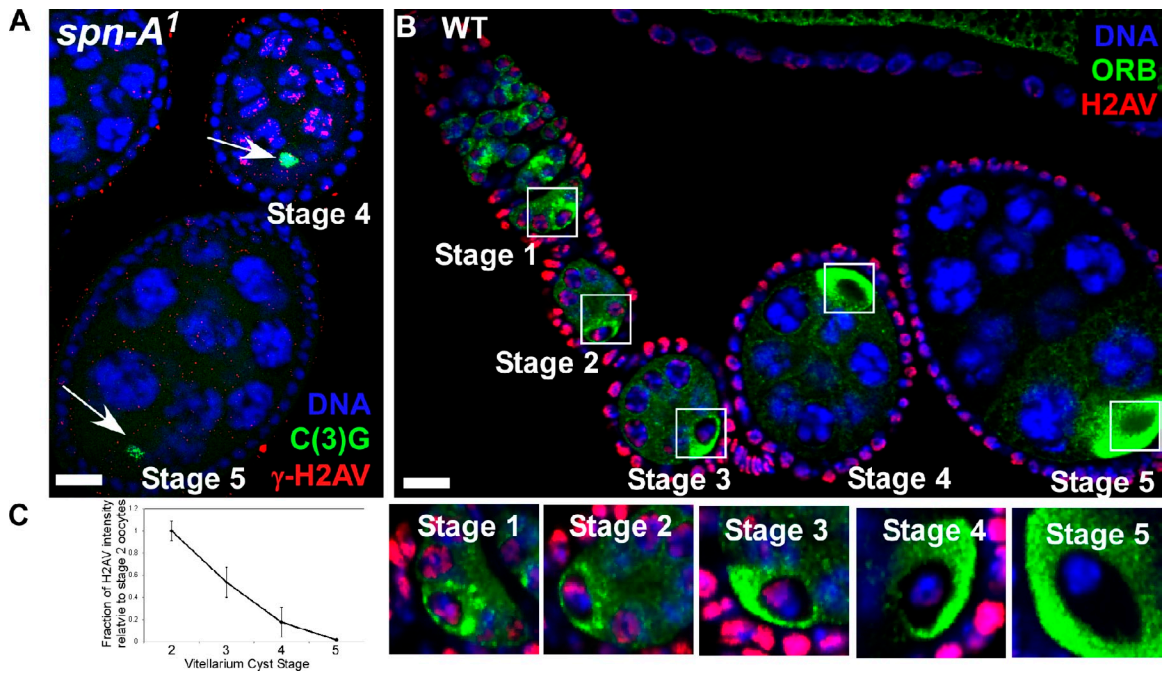 A
spn-A1
Stage 4
Stage 5
DNA
C(3)G
γ-H2AV
B
WT
DNA
ORB
H2AV
Stage 1
Stage 2
Stage 3
Stage 4
Stage 5
C
Fraction of H2AV intensity
relative to stage 2 oocytes
1.2
1
0.8
0.6
0.4
0.2
0
2 3 4 5
Vitellarium Cyst Stage
Stage 1
Stage 2
Stage 3
Stage 4
Stage 5